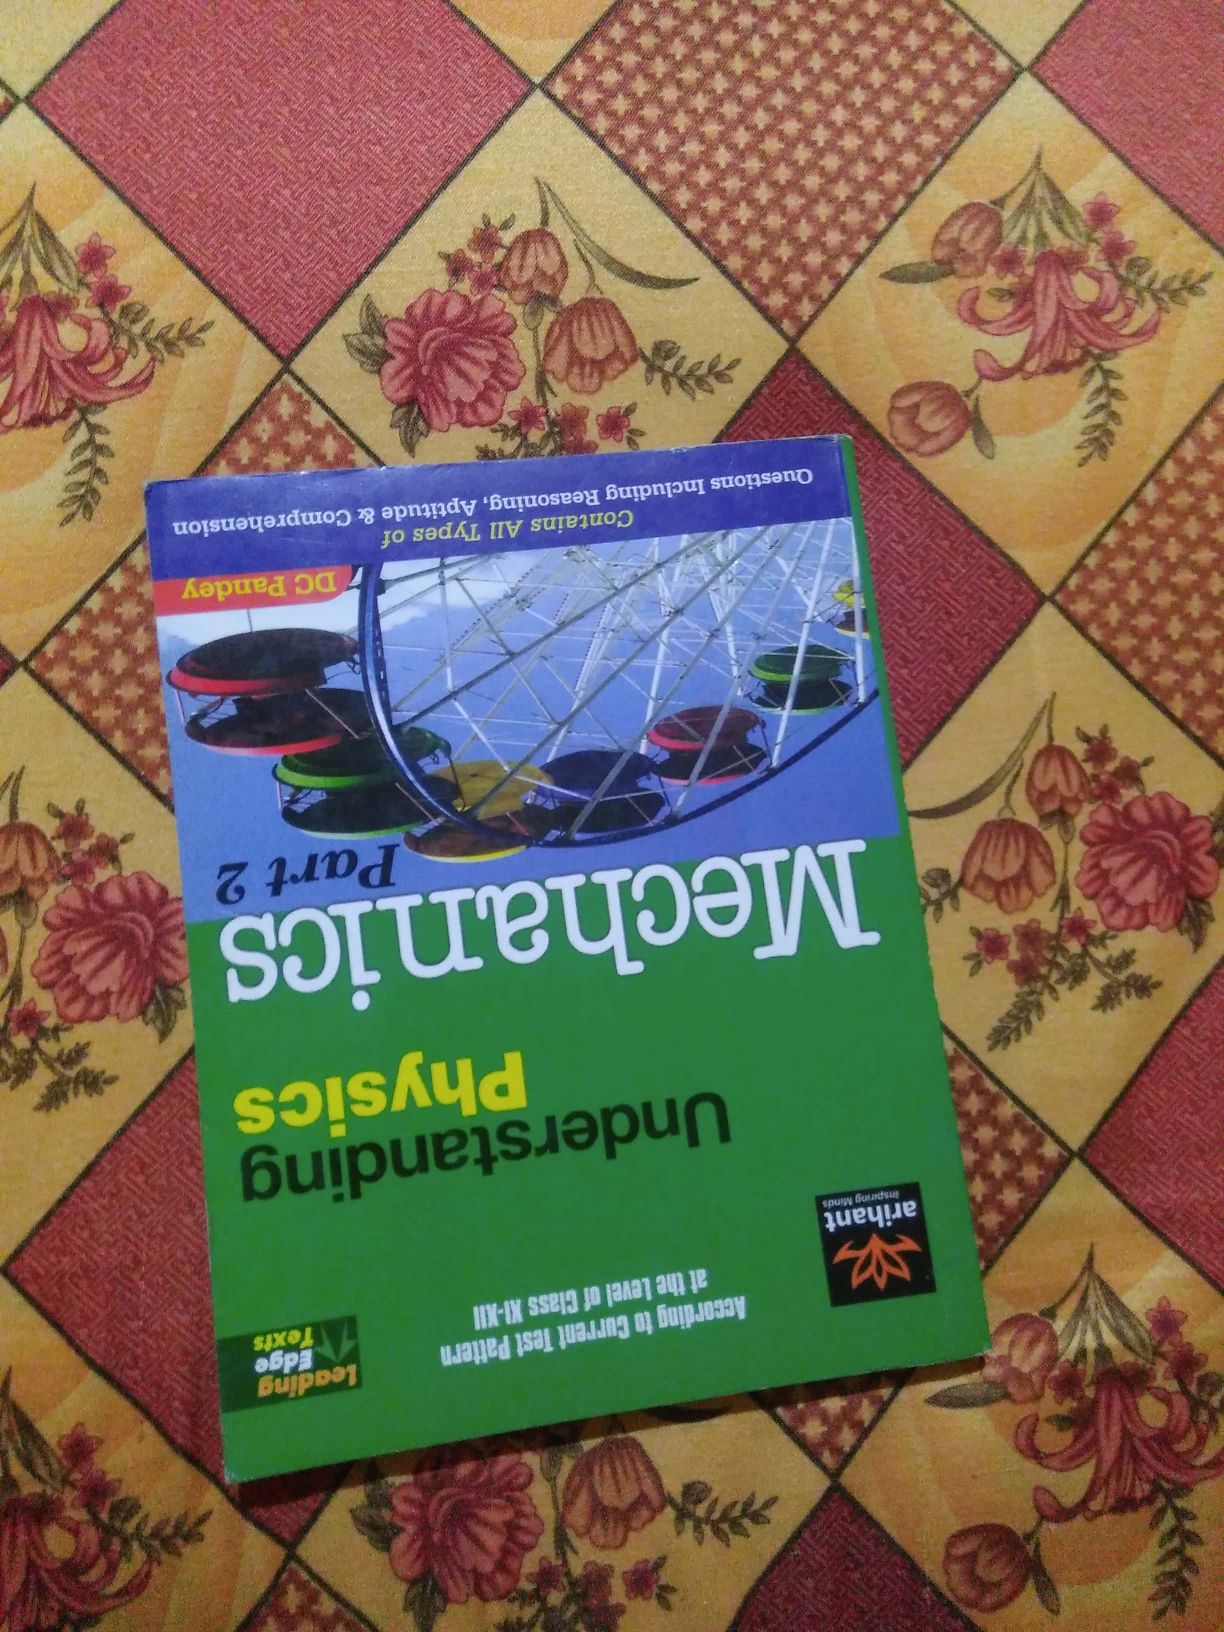 Leading
Edge
Texts
According to Current Test Pattern
at the Level of Class XI-XII
arihant
Inspiring Minds
Understanding
Physics
Mechanics
Part 2
DC Pandey
Contains All Types of
Questions Including Reasoning, Aptitude & Comprehension